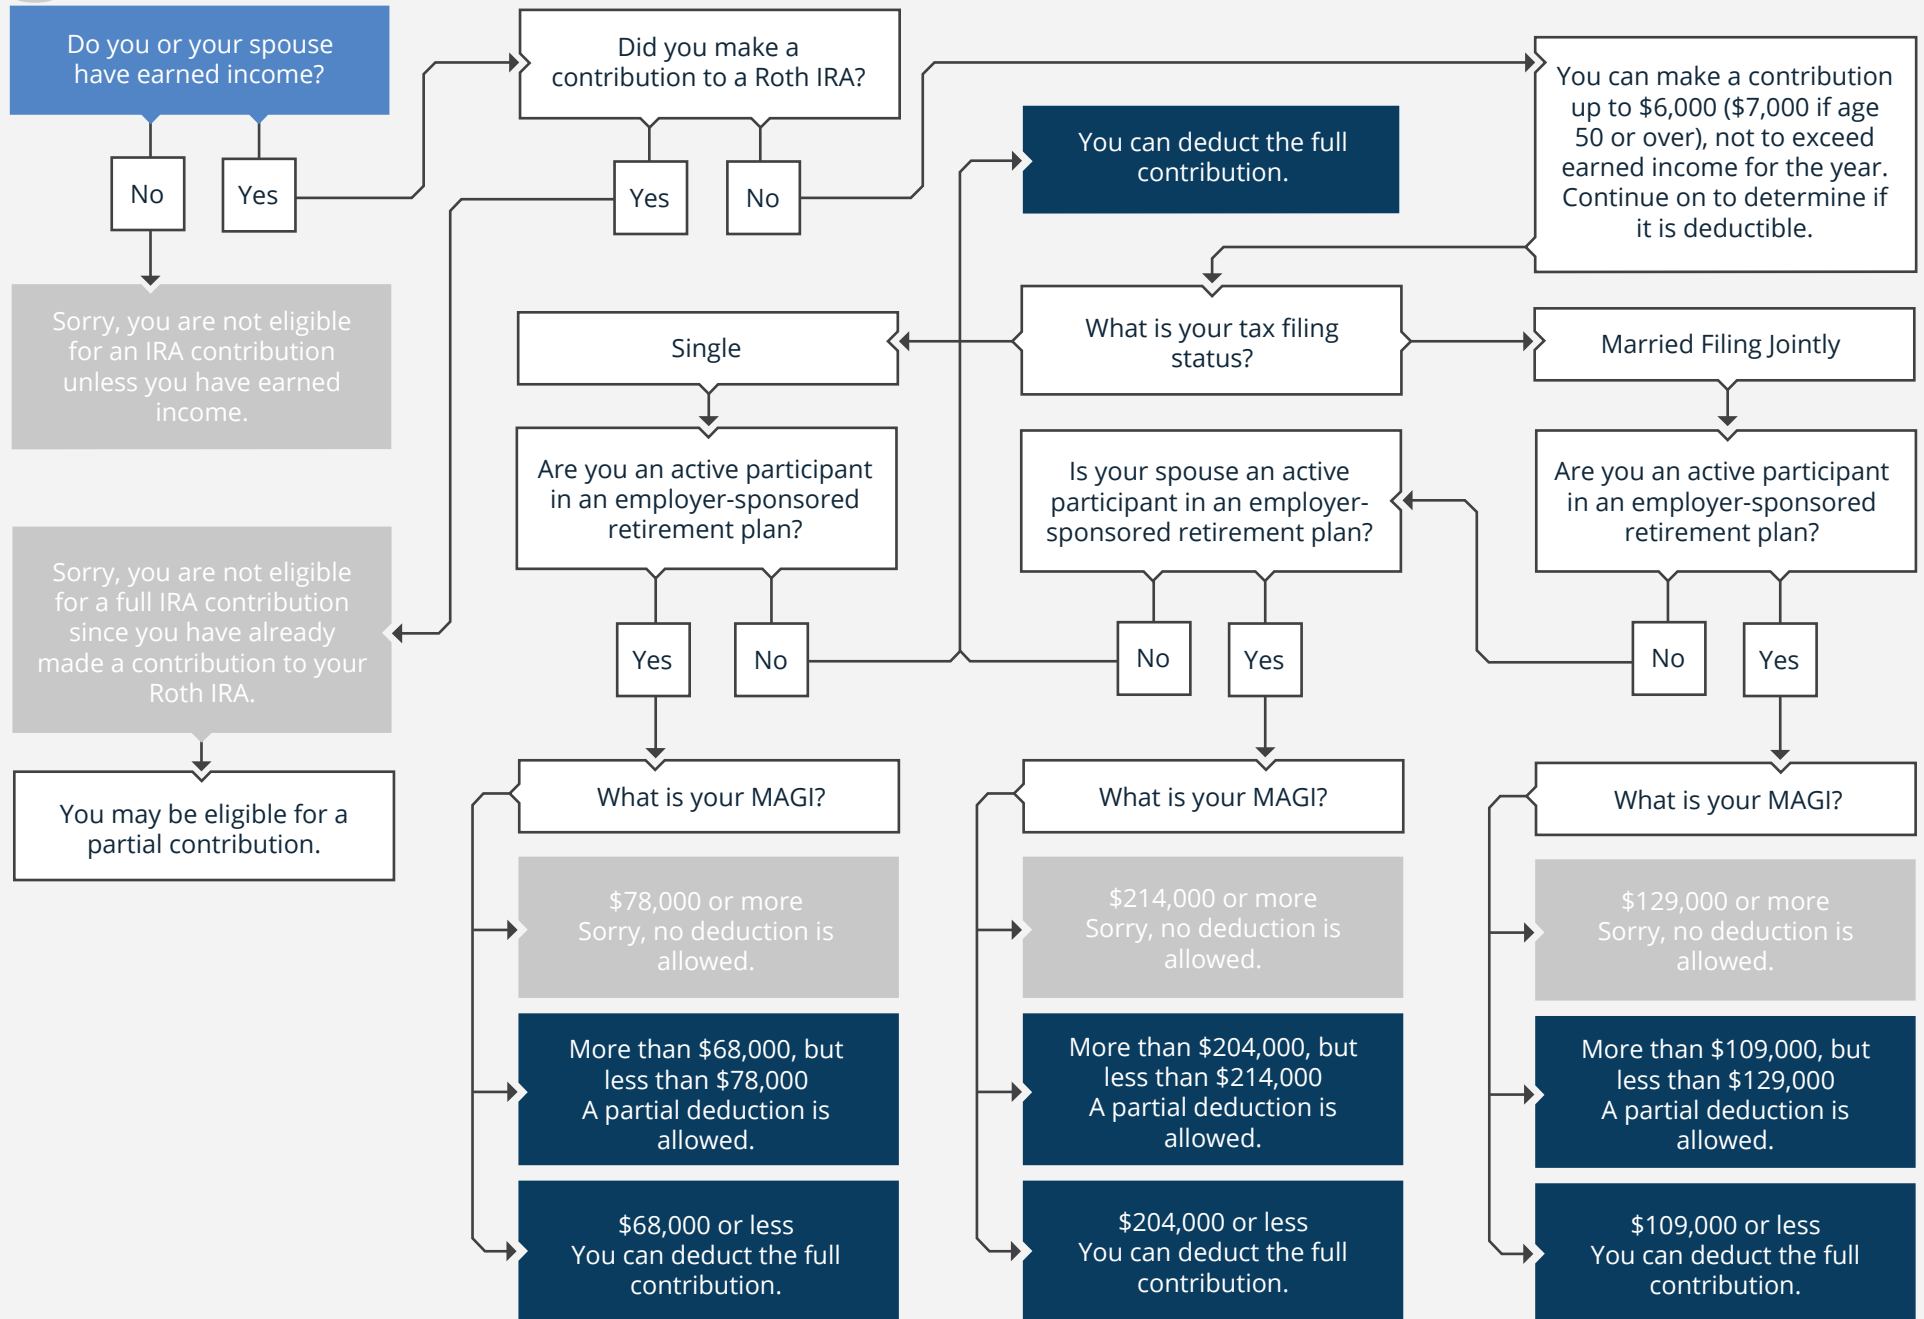 Do you or your spouse
have earned income?
No
Yes
Sorry, you are not eligible
for an IRA contribution
unless you have earned
income.
Did you make a
contribution to a Roth IRA?
Yes
No
Sorry, you are not eligible
for a full IRA contribution
since you have already
made a contribution to your
Roth IRA.
You may be eligible for a
partial contribution.
You can make a contribution
up to $6,000 ($7,000 if age
50 or over), not to exceed
earned income for the year.
Continue on to determine if
it is deductible.
You can deduct the full
contribution.
What is your tax filing
status?
Single
Married Filing Jointly
Are you an active participant
in an employer-sponsored
retirement plan?
Yes
No
Is your spouse an active
participant in an employer-
sponsored retirement plan?
No
Yes
Are you an active participant
in an employer-sponsored
retirement plan?
No
Yes
What is your MAGI?
$78,000 or more
Sorry, no deduction is
allowed.
More than $68,000, but
less than $78,000
A partial deduction is
allowed.
$68,000 or less
You can deduct the full
contribution.
What is your MAGI?
$214,000 or more
Sorry, no deduction is
allowed.
More than $204,000, but
less than $214,000
A partial deduction is
allowed.
$204,000 or less
You can deduct the full
contribution.
What is your MAGI?
$129,000 or more
Sorry, no deduction is
allowed.
More than $109,000, but
less than $129,000
A partial deduction is
allowed.
$109,000 or less
You can deduct the full
contribution.